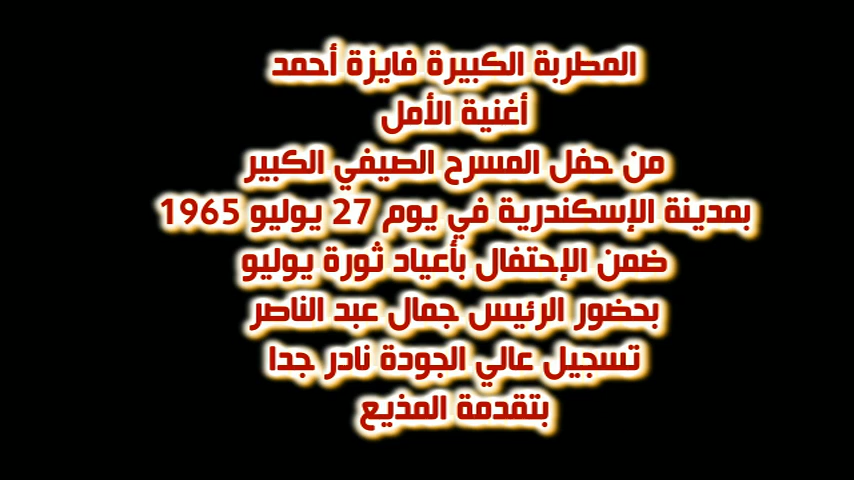 المطربة الكبيرة فايزة أحمد
أغنية الأمل
من حفل المسرح الصيفي الكبير
بمدينة الإسكندرية في يوم 27 يوليو 1965
ضمن الإحتفال بأعياد ثورة يوليو
بحضور الرئيس جمال عبد الناصر
تسجيل عالي الجودة نادر جدا
بتقدمة المذيع